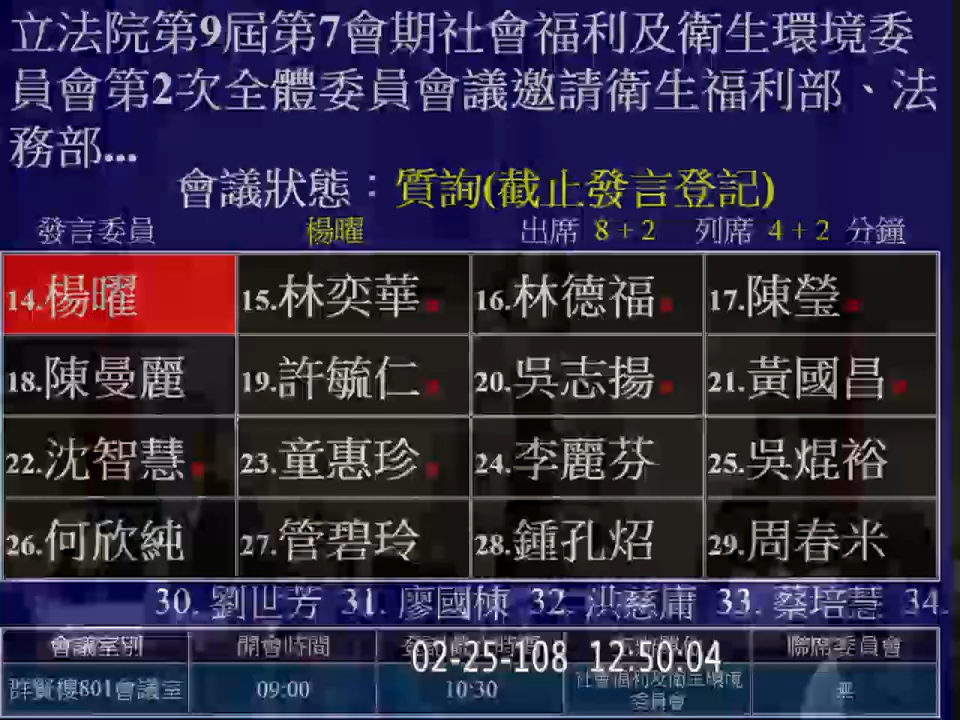 立法院第9屆第7會期社會福利及衛生環境委
員會第2次全體委員會議邀請衛生福利部、法
務部...
會議狀態：質詢(截止發言登記)
發言委員 楊曜 出席 8+2 列席 4+2 分鐘
14.楊曜 15.林奕華 16.林德福 17.陳瑩
18.陳曼麗 19.許毓仁 20.吳志揚 21.黃國昌
22.沈智慧 23.童惠珍 24.李麗芬 25.吳焜裕
26.何欣純 27.管碧玲 28.鍾孔炤 29.周春米
30. 劉世芳 31. 廖國棟 32. 洪慈庸 33. 蔡培慧 34.
會議室別 開會時間 聯席委員會
02-25-108 12:50:04
群賢樓801會議室 09:00 10:30 社會福利及衛生環境 無
委員會